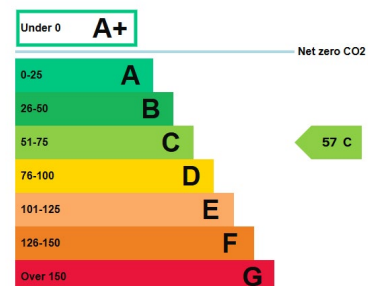 Under 0 A+
Net zero CO2
0-25 A
26-50 B
51-75 C
57 C
76-100 D
101-125 E
126-150 F
Over 150 G